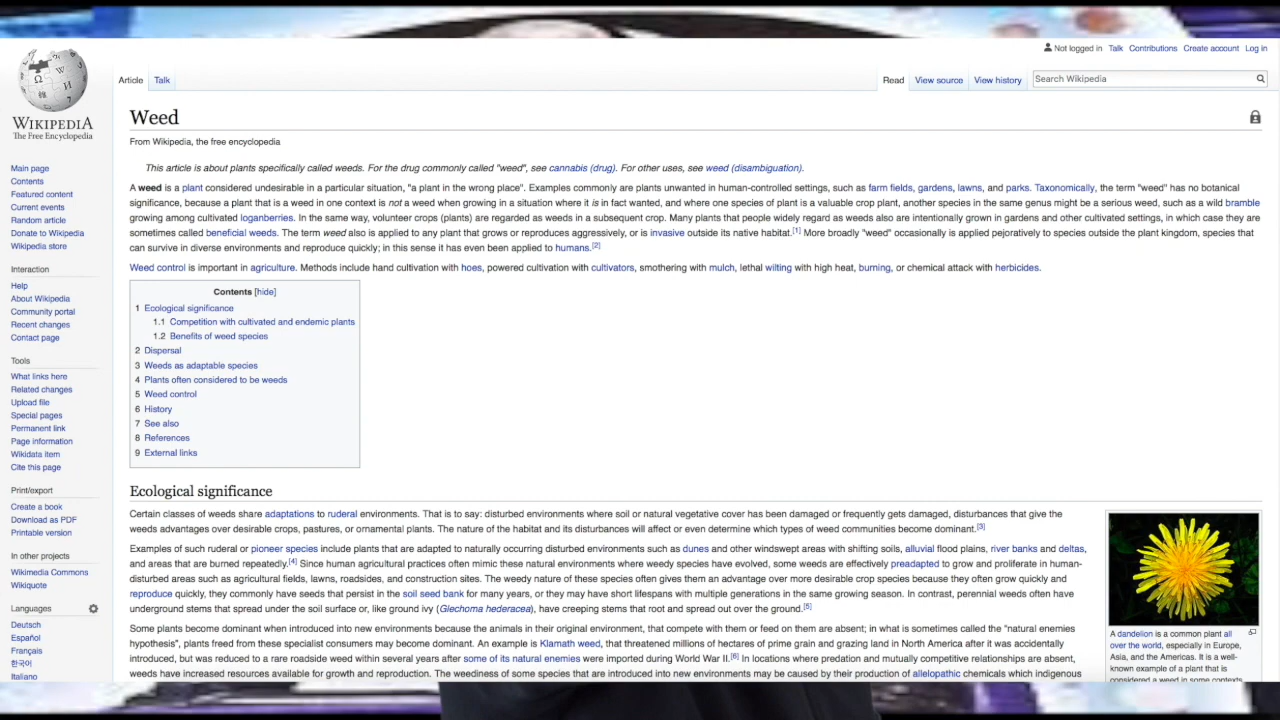 Not logged in Talk Contributions Create account Log in
Article Talk Read View source View history Search Wikipedia
WIKIPEDIA
The Free Encyclopedia
Weed
From Wikipedia, the free encyclopedia
This article is about plants specifically called weeds. For the drug commonly called "weed", see cannabis (drug). For other uses, see weed (disambiguation).
A weed is a plant considered undesirable in a particular situation, "a plant in the wrong place". Examples commonly are plants unwanted in human-controlled settings, such as farm fields, gardens, lawns, and parks. Taxonomically, the term "weed" has no botanical
significance, because a plant that is a weed in one context is not a weed when growing in a situation where it is in fact wanted, and where one species of plant is a valuable crop plant, another species in the same genus might be a serious weed, such as a wild bramble
growing among cultivated loganberries. In the same way, volunteer crops (plants) are regarded as weeds in a subsequent crop. Many plants that people widely regard as weeds also are intentionally grown in gardens and other cultivated settings, in which case they are
sometimes called beneficial weeds. The term weed also is applied to any plant that grows or reproduces aggressively, or is invasive outside its native habitat.[1] More broadly "weed" occasionally is applied pejoratively to species outside the plant kingdom, species that
can survive in diverse environments and reproduce quickly; in this sense it has even been applied to humans.[2]
Weed control is important in agriculture. Methods include hand cultivation with hoes, powered cultivation with cultivators, smothering with mulch, lethal wilting with high heat, burning, or chemical attack with herbicides.
Contents [hide]
1 Ecological significance
1.1 Competition with cultivated and endemic plants
1.2 Benefits of weed species
2 Dispersal
3 Weeds as adaptable species
4 Plants often considered to be weeds
5 Weed control
6 History
7 See also
8 References
9 External links
Ecological significance
Certain classes of weeds share adaptations to ruderal environments. That is to say: disturbed environments where soil or natural vegetative cover has been damaged or frequently gets damaged, disturbances that give the
weeds advantages over desirable crops, pastures, or ornamental plants. The nature of the habitat and its disturbances will affect or even determine which types of weed communities become dominant.[3]
Examples of such ruderal or pioneer species include plants that are adapted to naturally occurring disturbed environments such as dunes and other windswept areas with shifting soils, alluvial flood plains, river banks and deltas,
and areas that are burned repeatedly.[4] Since human agricultural practices often mimic these natural environments where weedy species have evolved, some weeds are effectively preadapted to grow and proliferate in human-
disturbed areas such as agricultural fields, lawns, roadsides, and construction sites. The weedy nature of these species often gives them an advantage over more desirable crop species because they often grow quickly and
reproduce quickly, they commonly have seeds that persist in the soil seed bank for many years, or they may have short lifespans with multiple generations in the same growing season. In contrast, perennial weeds often have
underground stems that spread under the soil surface or, like ground ivy (Glechoma hederacea), have creeping stems that root and spread out over the ground.[5]
Some plants become dominant when introduced into new environments because the animals in their original environment, that compete with them or feed on them are absent; in what is sometimes called the "natural enemies
hypothesis", plants freed from these specialist consumers may become dominant. An example is Klamath weed, that threatened millions of hectares of prime grain and grazing land in North America after it was accidentally
introduced, but was reduced to a rare roadside weed within several years after some of its natural enemies were imported during World War II.[6] In locations where predation and mutually competitive relationships are absent,
weeds have increased resources available for growth and reproduction. The weediness of some species that are introduced into new environments may be caused by their production of allelopathic chemicals which indigenous
A dandelion is a common plant all
over the world, especially in Europe,
Asia, and the Americas. It is a well-
known example of a plant that is
considered a weed in some contexts
Main page
Contents
Featured content
Current events
Random article
Donate to Wikipedia
Wikipedia store
Interaction
Help
About Wikipedia
Community portal
Recent changes
Contact page
Tools
What links here
Related changes
Upload file
Special pages
Permanent link
Page information
Wikidata item
Cite this page
Print/export
Create a book
Download as PDF
Printable version
In other projects
Wikimedia Commons
Wikiquote
Languages
Deutsch
Español
Français
한국어
Italiano